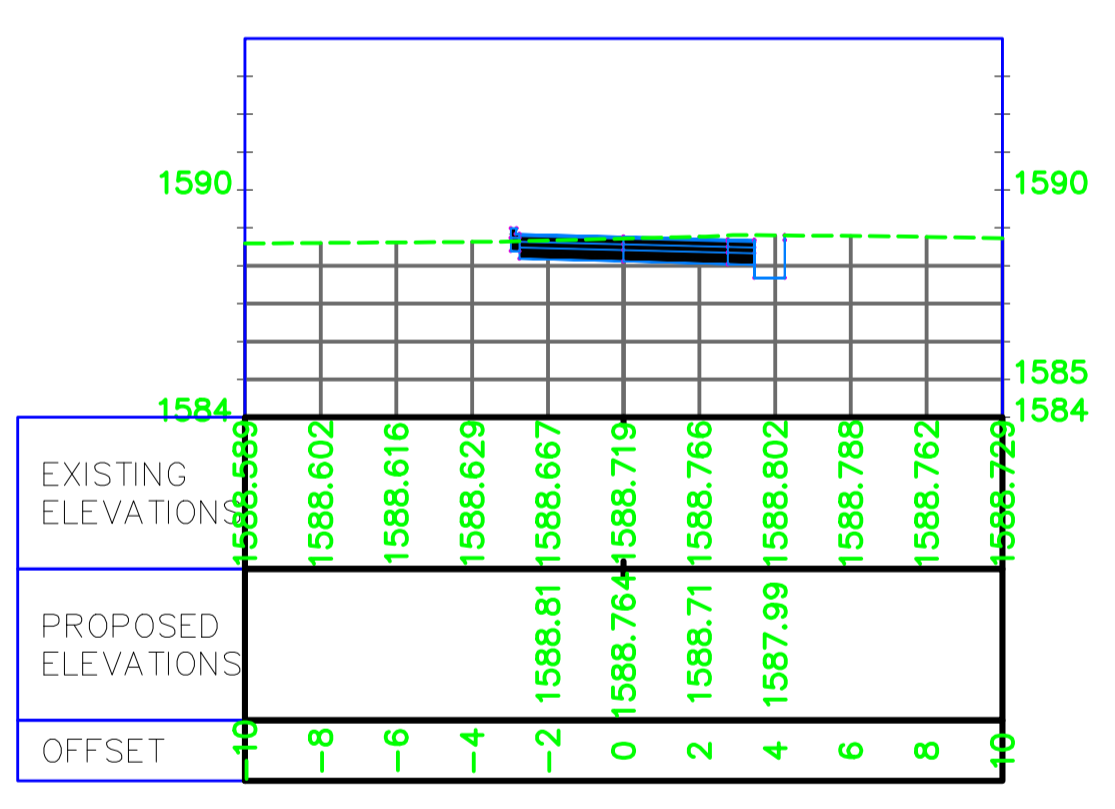 1590 1590
1585
1584 1584
EXISTING ELEVATIONS 1588.589 1588.602 1588.616 1588.629 1588.667 1588.719 1588.766 1588.802 1588.788 1588.762 1588.729
PROPOSED ELEVATIONS 1588.81 1588.764 1588.71 1587.99
OFFSET -10 -8 -6 -4 -2 0 2 4 6 8 10